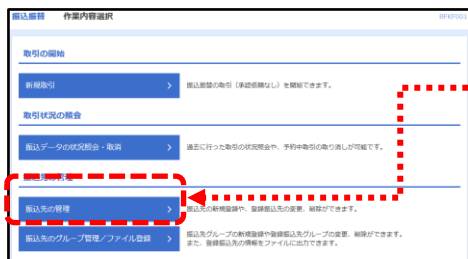 振込振替 作業内容選択 BFKF001
取引の開始
新規取引 振込振替の取引（承認依頼なし）を開始できます。
取引状況の照会
振込データの状況照会・取消 過去に行った取引の状況照会や、予約中取引の取り消しが可能です。
振込先の管理
振込先の管理 振込先の新規登録や、登録振込先の変更、削除ができます。
振込先のグループ管理／ファイル登録 振込先グループの新規登録や登録振込先グループの変更、削除ができます。
また、登録振込先の情報をファイルに出力できます。